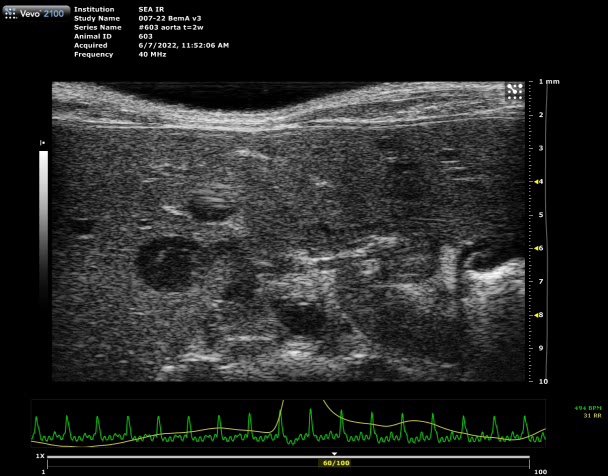 Vevo 2100
Institution SEA IR
Study Name 007-22 BemA v3
Series Name #603 aorta t=2w
Animal ID 603
Acquired 6/7/2022, 11:52:06 AM
Frequency 40 MHz
1 mm
2
3
4
5
6
7
8
9
10
494 BPM
31 RR
1X
60/100
1
100